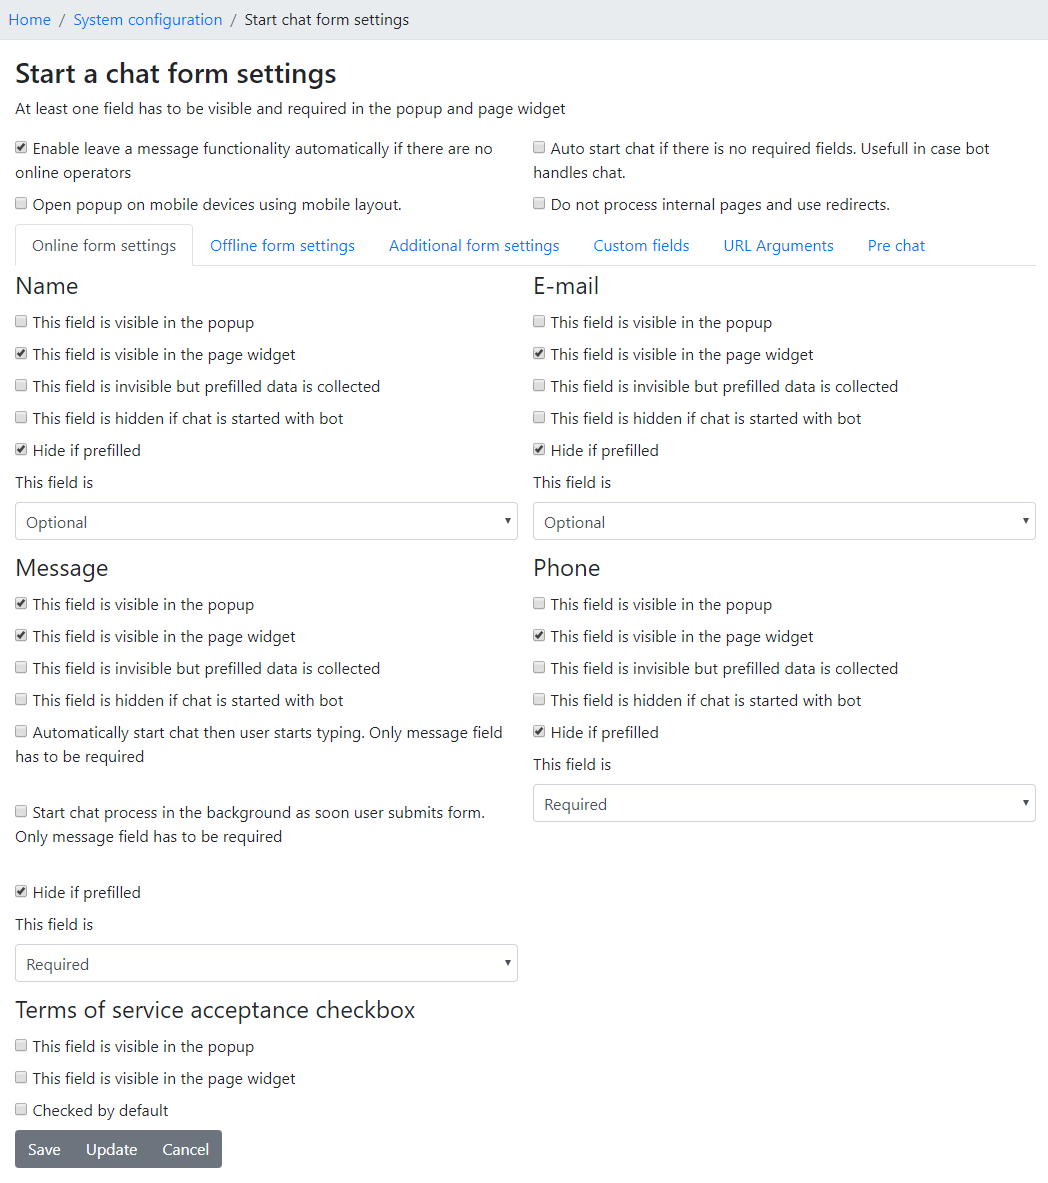 Home / System configuration / Start chat form settings
Start a chat form settings
At least one field has to be visible and required in the popup and page widget
Enable leave a message functionality automatically if there are no
online operators
Auto start chat if there is no required fields. Usefull in case bot
handles chat.
Open popup on mobile devices using mobile layout.
Do not process internal pages and use redirects.
Online form settings Offline form settings Additional form settings Custom fields URL Arguments Pre chat
Name
This field is visible in the popup
This field is visible in the page widget
This field is invisible but prefilled data is collected
This field is hidden if chat is started with bot
Hide if prefilled
This field is
Optional
E-mail
This field is visible in the popup
This field is visible in the page widget
This field is invisible but prefilled data is collected
This field is hidden if chat is started with bot
Hide if prefilled
This field is
Optional
Message
This field is visible in the popup
This field is visible in the page widget
This field is invisible but prefilled data is collected
This field is hidden if chat is started with bot
Automatically start chat then user starts typing. Only message field
has to be required
Start chat process in the background as soon user submits form.
Only message field has to be required
Hide if prefilled
This field is
Required
Phone
This field is visible in the popup
This field is visible in the page widget
This field is invisible but prefilled data is collected
This field is hidden if chat is started with bot
Hide if prefilled
This field is
Required
Terms of service acceptance checkbox
This field is visible in the popup
This field is visible in the page widget
Checked by default
Save Update Cancel